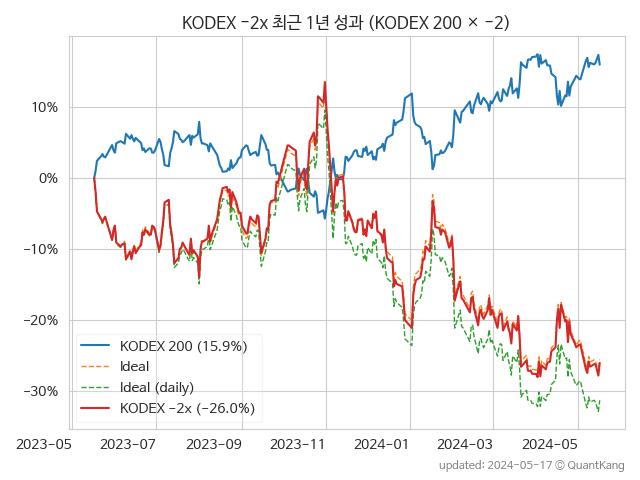 KODEX −2x 최근 1년 성과 (KODEX 200 × −2)
10%
0%
−10%
−20%
−30%
KODEX 200 (15.9%)
Ideal
Ideal (daily)
KODEX −2x (−26.0%)
2023-05 2023-07 2023-09 2023-11 2024-01 2024-03 2024-05
updated: 2024-05-17 © QuantKang